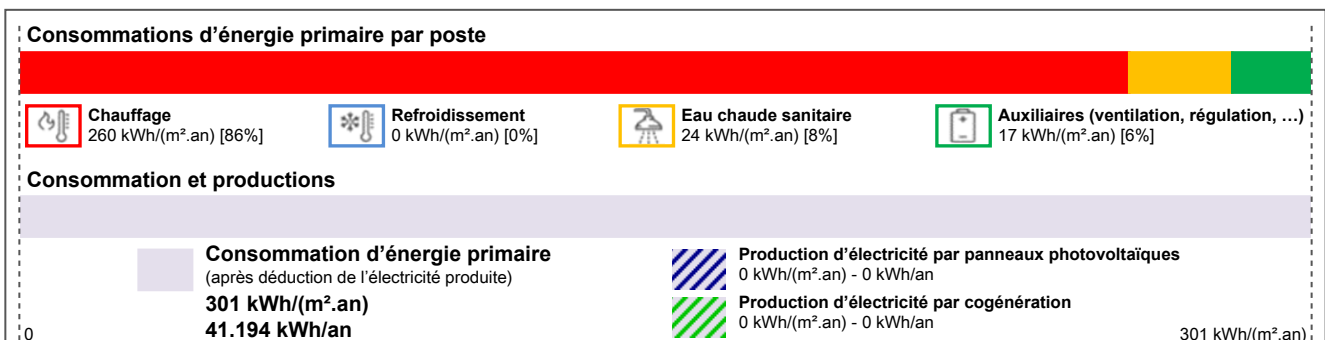 Consommations d’énergie primaire par poste
Chauffage
260 kWh/(m².an) [86%]
Refroidissement
0 kWh/(m².an) [0%]
Eau chaude sanitaire
24 kWh/(m².an) [8%]
Auxiliaires (ventilation, régulation, …)
17 kWh/(m².an) [6%]
Consommation et productions
Consommation d’énergie primaire
(après déduction de l’électricité produite)
301 kWh/(m².an)
41.194 kWh/an
Production d’électricité par panneaux photovoltaïques
0 kWh/(m².an) - 0 kWh/an
Production d’électricité par cogénération
0 kWh/(m².an) - 0 kWh/an
0
301 kWh/(m².an)